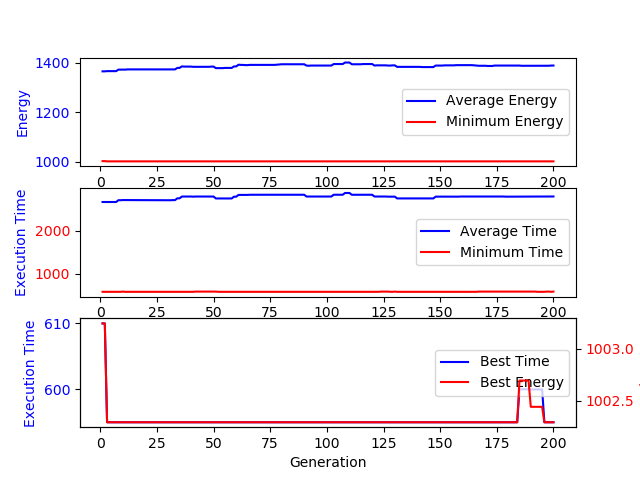 1400
1200
1000
Energy
Average Energy
Minimum Energy
0 25 50 75 100 125 150 175 200
2000
1000
Execution Time
Average Time
Minimum Time
0 25 50 75 100 125 150 175 200
610
600
Execution Time
Best Time
Best Energy
1003.0
1002.5
0 25 50 75 100 125 150 175 200
Generation